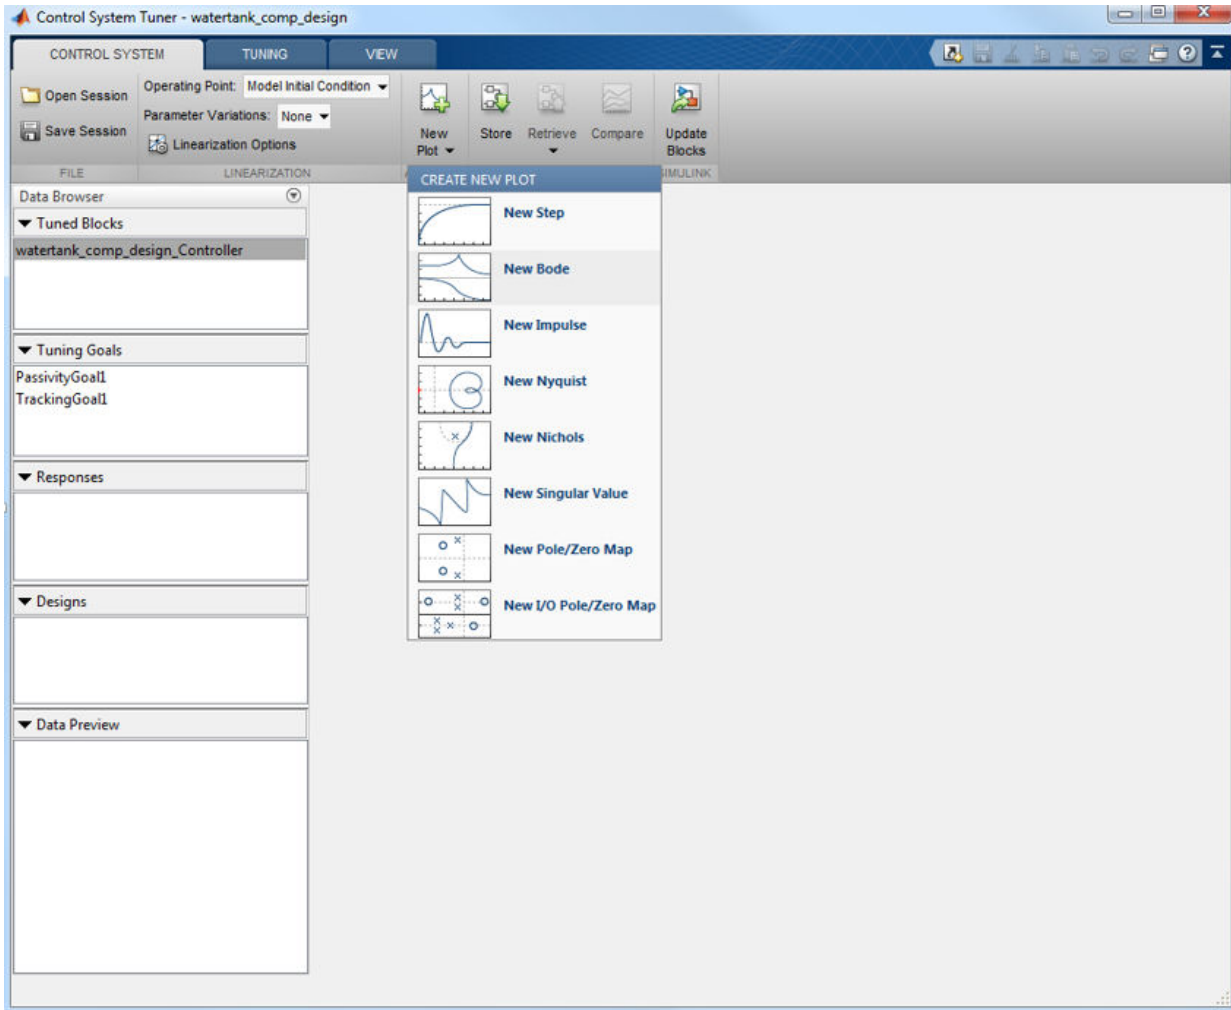 Control System Tuner - watertank_comp_design
CONTROL SYSTEM
TUNING
VIEW
Open Session
Save Session
Operating Point: Model Initial Condition
Parameter Variations: None
Linearization Options
New
Plot
Store
Retrieve
Compare
Update
Blocks
FILE
LINEARIZATION
CREATE NEW PLOT
Data Browser
Tuned Blocks
watertank_comp_design_Controller
Tuning Goals
PassivityGoal1
TrackingGoal1
Responses
Designs
Data Preview
New Step
New Bode
New Impulse
New Nyquist
New Nichols
New Singular Value
New Pole/Zero Map
New I/O Pole/Zero Map